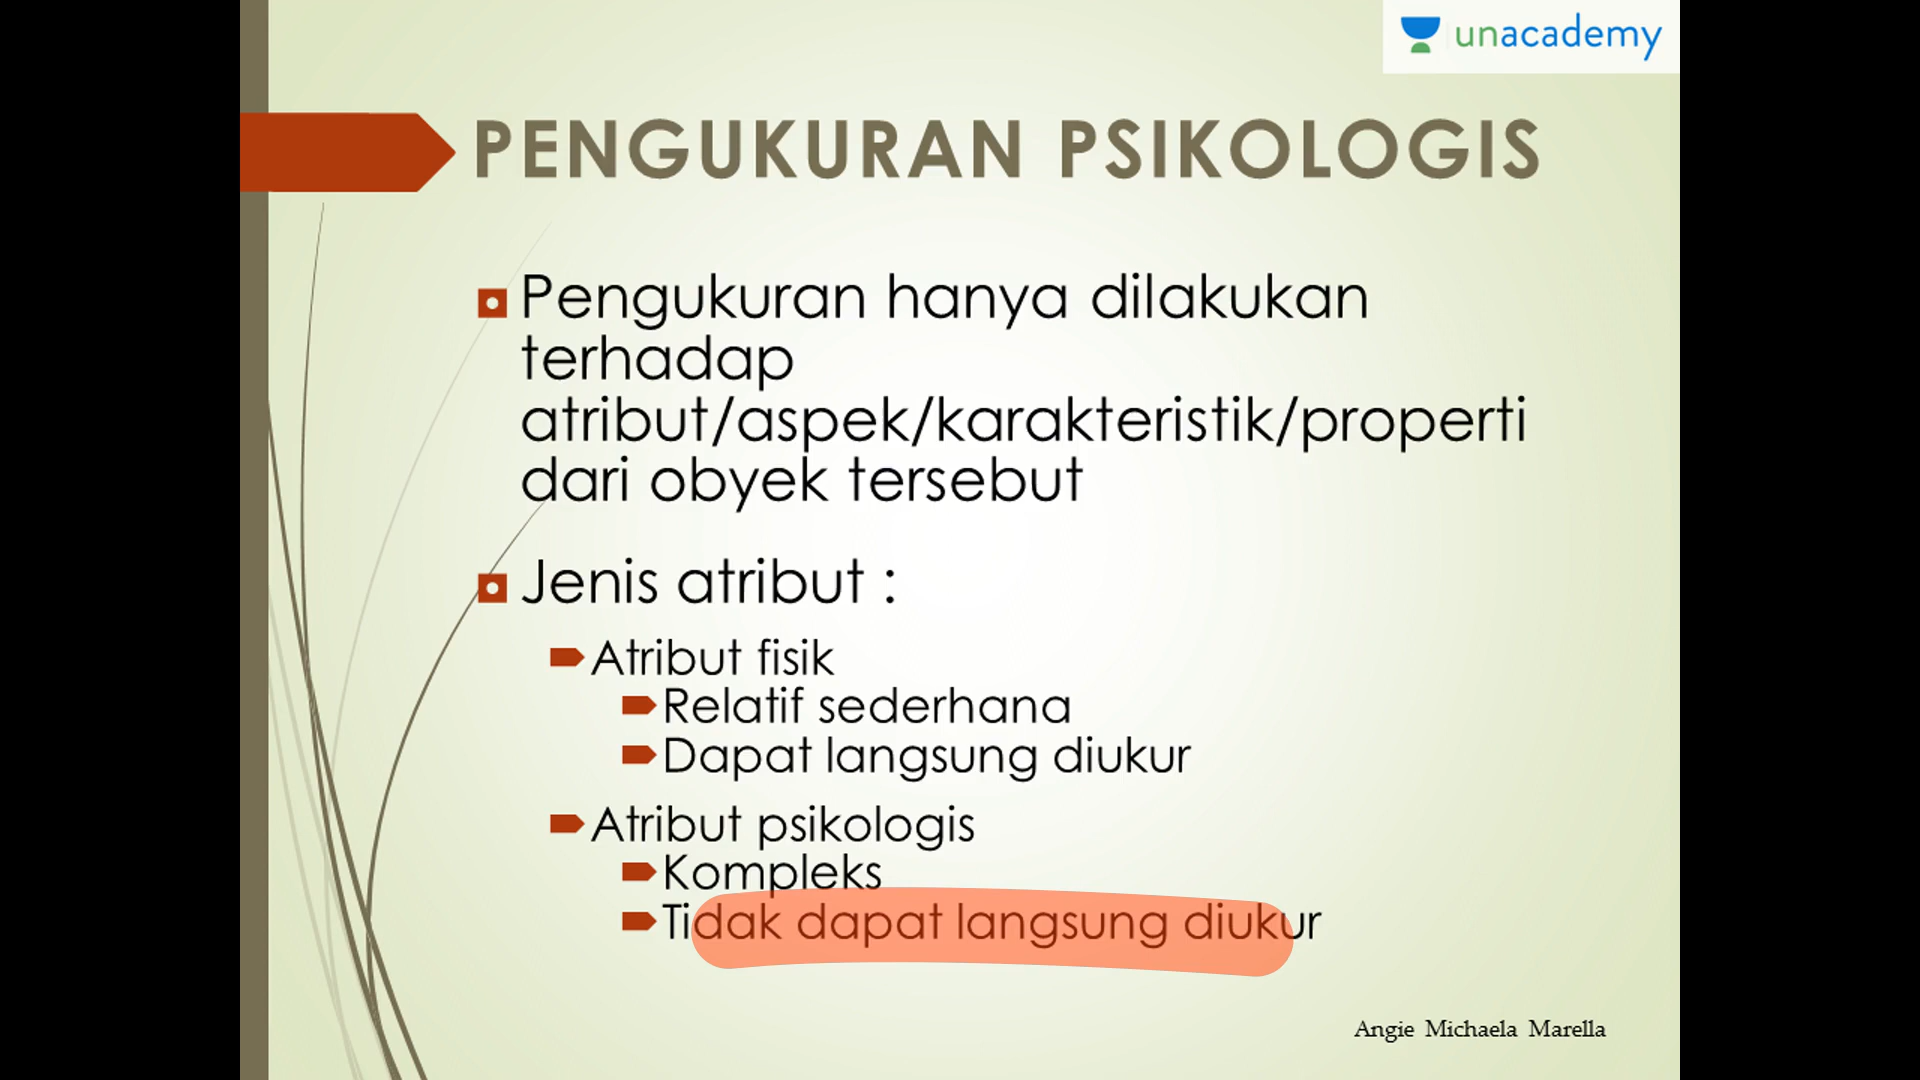 unacademy
PENGUKURAN PSIKOLOGIS
Pengukuran hanya dilakukan
terhadap
atribut/aspek/karakteristik/properti
dari obyek tersebut
Jenis atribut :
Atribut fisik
Relatif sederhana
Dapat langsung diukur
Atribut psikologis
Kompleks
Tidak dapat langsung diukur
Angie Michaela Marella